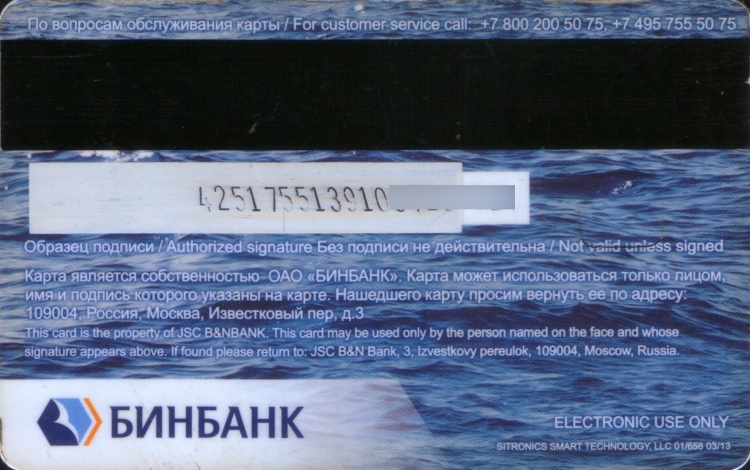 По вопросам обслуживания карты / For customer service call: +7 800 200 50 75, +7 495 755 50 75
Образец подписи / Authorized signature Без подписи не действительна / Not valid unless signed
Карта является собственностью ОАО «БИНБАНК». Карта может использоваться только лицом,
имя и подпись которого указаны на карте. Нашедшего карту просим вернуть ее по адресу:
109004, Россия, Москва, Известковый пер, д.3
This card is the property of JSC B&NBANK. This card may be used only by the person named on the face and whose
signature appears above. If found please return to: JSC B&N Bank, 3, Izvestkovy pereulok, 109004, Moscow, Russia.
БИНБАНК
ELECTRONIC USE ONLY
SITRONICS SMART TECHNOLOGY, LLC 01/658 03/13